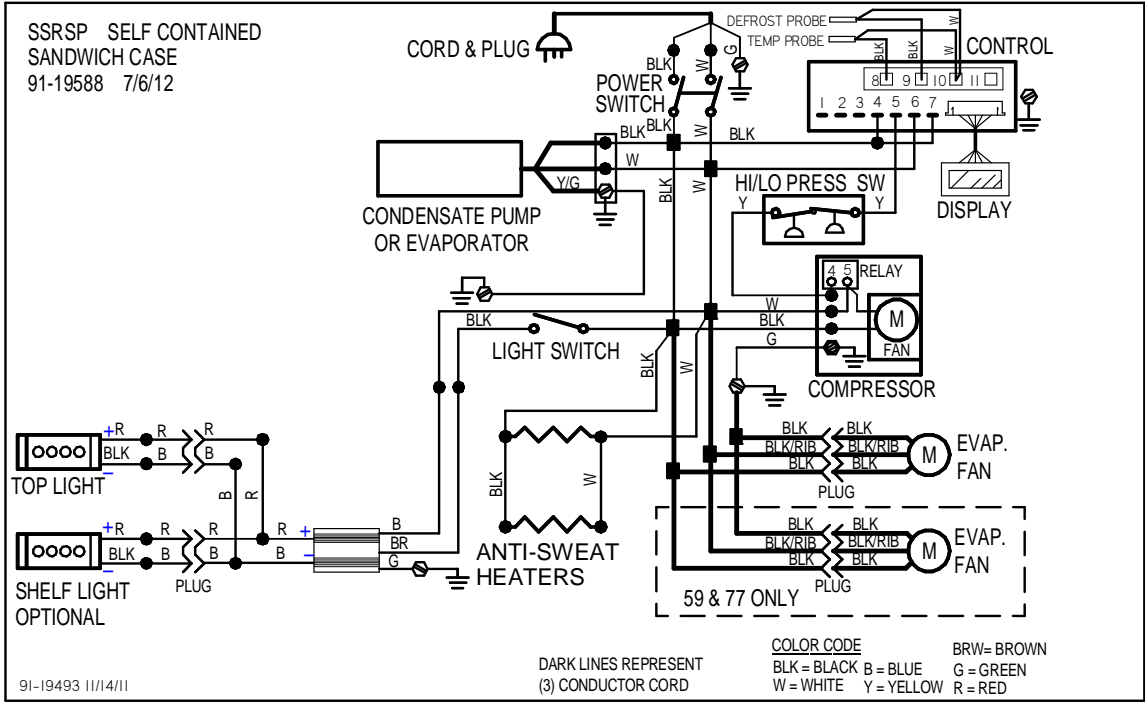 SSRSP SELF CONTAINED
SANDWICH CASE
91-19588 7/6/12
CORD & PLUG
DEFROST PROBE
TEMP PROBE
BLK
BLK
W
W
CONTROL
BLK
W
G
POWER
SWITCH
8 9 10 11
1 2 3 4 5 6 7
BLK
BLK
W
BLK
W
Y/G
BLK
W
HI/LO PRESS SW
Y
Y
DISPLAY
CONDENSATE PUMP
OR EVAPORATOR
4 5 RELAY
W
BLK
BLK
M
G
FAN
LIGHT SWITCH
BLK
W
COMPRESSOR
+ R R R
BLK B B
-
TOP LIGHT
BLK BLK
BLK/RIB BLK/RIB
BLK BLK
M
EVAP.
FAN
PLUG
B
R
BLK
W
+ R R R R +
BLK B B B -
-
B
BR
G
PLUG
SHELF LIGHT
OPTIONAL
ANTI-SWEAT
HEATERS
BLK BLK
BLK/RIB BLK/RIB
BLK BLK
M
EVAP.
FAN
PLUG
59 & 77 ONLY
91-19493 11/14/11
DARK LINES REPRESENT
(3) CONDUCTOR CORD
COLOR CODE
BLK = BLACK B = BLUE
W = WHITE Y = YELLOW
BRW= BROWN
G = GREEN
R = RED